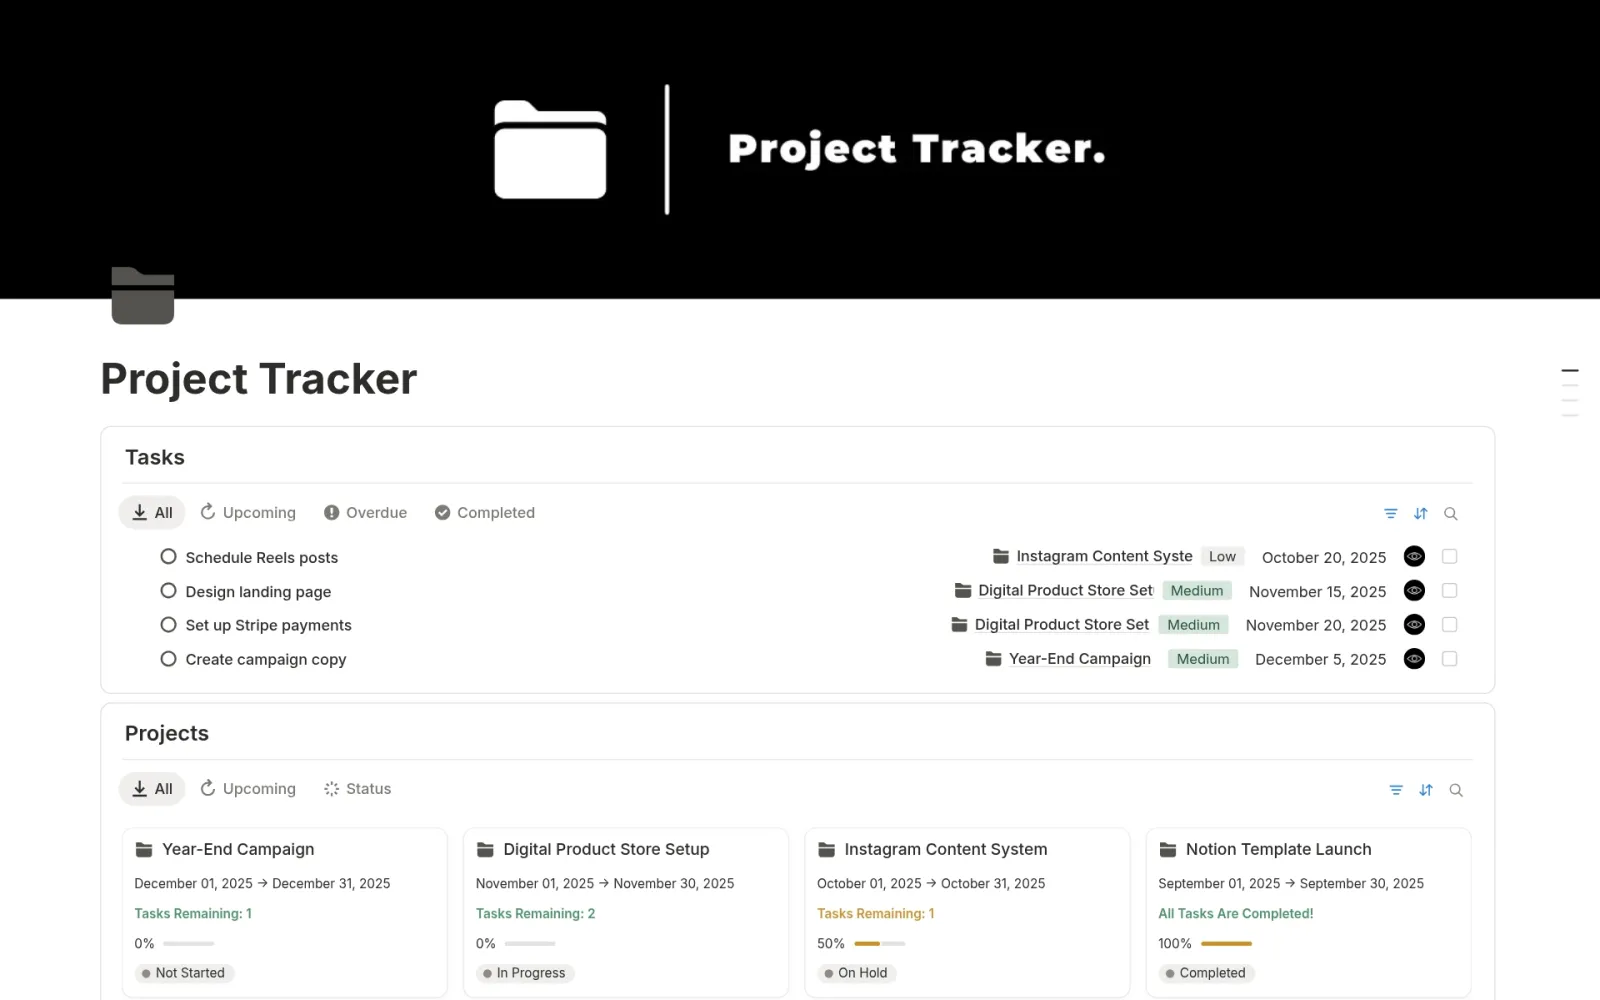 Project Tracker.
Project Tracker
Tasks
All Upcoming Overdue Completed
Schedule Reels posts Instagram Content Syste Low October 20, 2025
Design landing page Digital Product Store Set Medium November 15, 2025
Set up Stripe payments Digital Product Store Set Medium November 20, 2025
Create campaign copy Year-End Campaign Medium December 5, 2025
Projects
All Upcoming Status
Year-End Campaign
December 01, 2025 → December 31, 2025
Tasks Remaining: 1
0%
Not Started
Digital Product Store Setup
November 01, 2025 → November 30, 2025
Tasks Remaining: 2
0%
In Progress
Instagram Content System
October 01, 2025 → October 31, 2025
Tasks Remaining: 1
50%
On Hold
Notion Template Launch
September 01, 2025 → September 30, 2025
All Tasks Are Completed!
100%
Completed